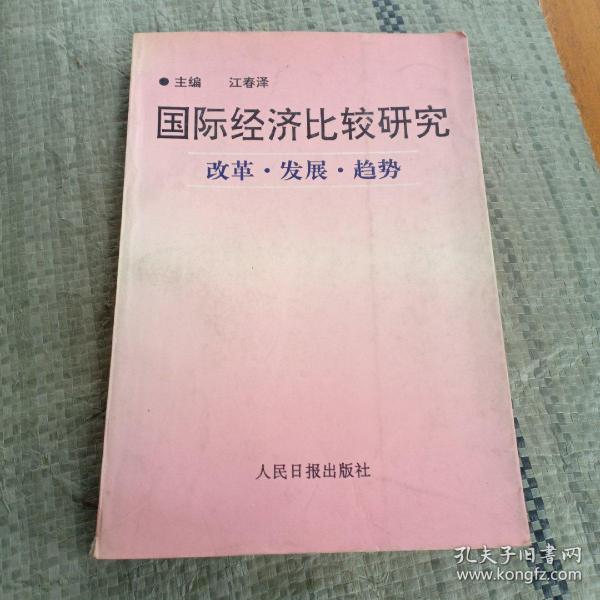 ● 主编 江春泽
国际经济比较研究
改革·发展·趋势
人民日报出版社
孔夫子旧书网
www.kongfz.com